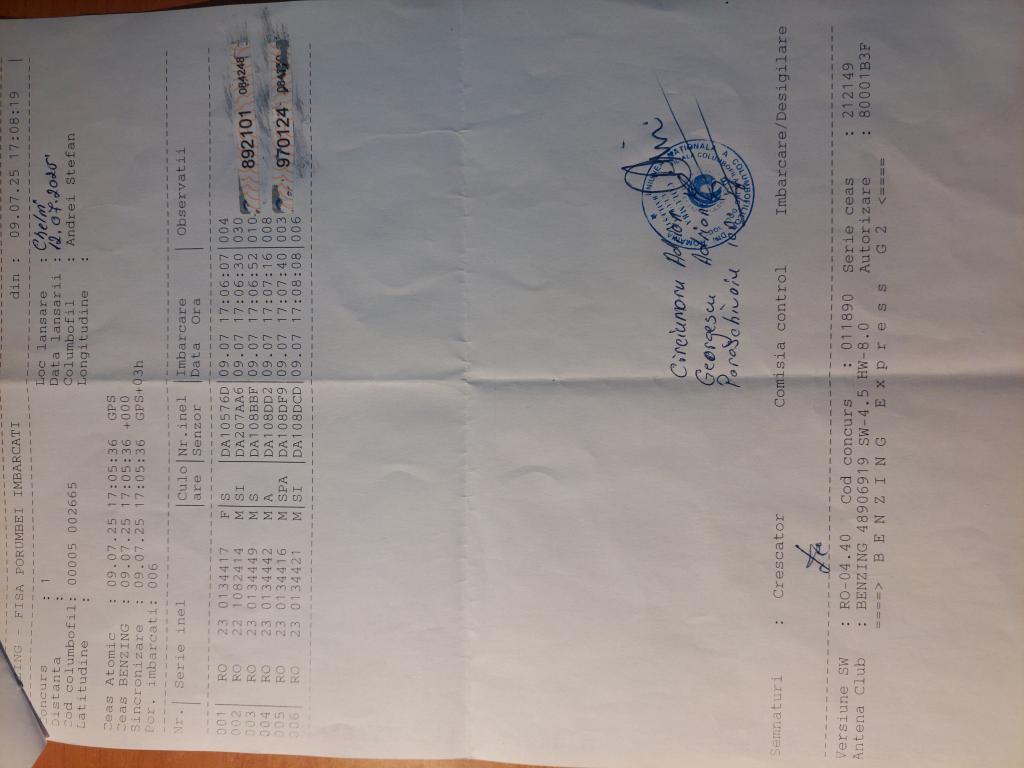 ZING - FISA PORUMBEI IMBARCATI din : 09.07.25 17:08:19 |
Concurs : 1 Loc lansare :
Distanta : Data lansarii : 12.07.2025
Cod columbofil: 00005 002665 Columbofil : Andrei Stefan
Latitudine : Longitudine :
Ceas Atomic : 09.07.25 17:05:36 GPS
Ceas BENZING : 09.07.25 17:05:36 +000
Sincronizare : 09.07.25 17:05:36 GPS+03h
Por. imbarcati: 006
Nr.| Serie inel |Culo|Nr.inel |Imbarcare | Observatii
|are |Senzor |Data Ora |
001| RO 23 0134417 F|S |DA10576D|09.07 17:06:07|004
002 RO 22 1082414 M|SI |DA207AA6|09.07 17:06:30|030
003| RO 23 0134449 M|S |DA108BBF|09.07 17:06:52|010 892101 08A248
004| RO 23 0134442 M|A |DA108DD2|09.07 17:07:16|008
005| RO 23 0134416 M|SPA |DA108DF9|09.07 17:07:40|003 970124
006| RO 23 0134421 M|SI |DA108DCD|09.07 17:08:08|006
Adrian
Georgescu Adrian
Paraschivoiu
Semnaturi : Crescator Comisia control Imbarcare/Desigilare
Versiune SW : RO-04.40 Cod concurs : 011890 Serie ceas : 212149
Antena Club : BENZING 48906919 SW-4.5 HW-8.0 Autorizare : 80001B3F
====> B E N Z I N G E x p r e s s G 2 <====